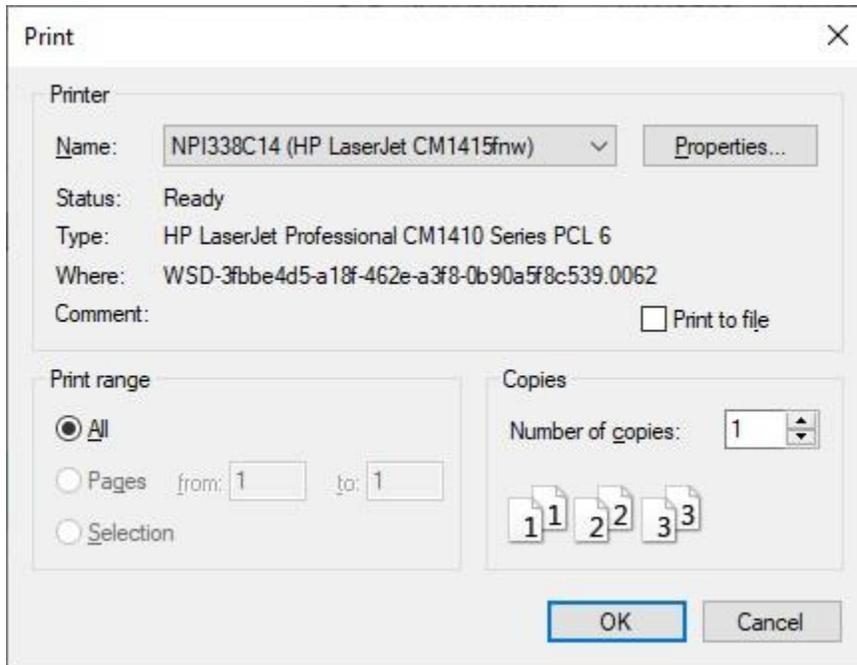 Print
Printer
Name: NPI338C14 (HP LaserJet CM1415fnw) Properties...
Status: Ready
Type: HP LaserJet Professional CM1410 Series PCL 6
Where: WSD-3fbbe4d5-a18f-462e-a3f8-0b90a5f8c539.0062
Comment: Print to file
Print range
All
Pages from: 1 to: 1
Selection
Copies
Number of copies: 1
1 1 2 2 3 3
OK Cancel